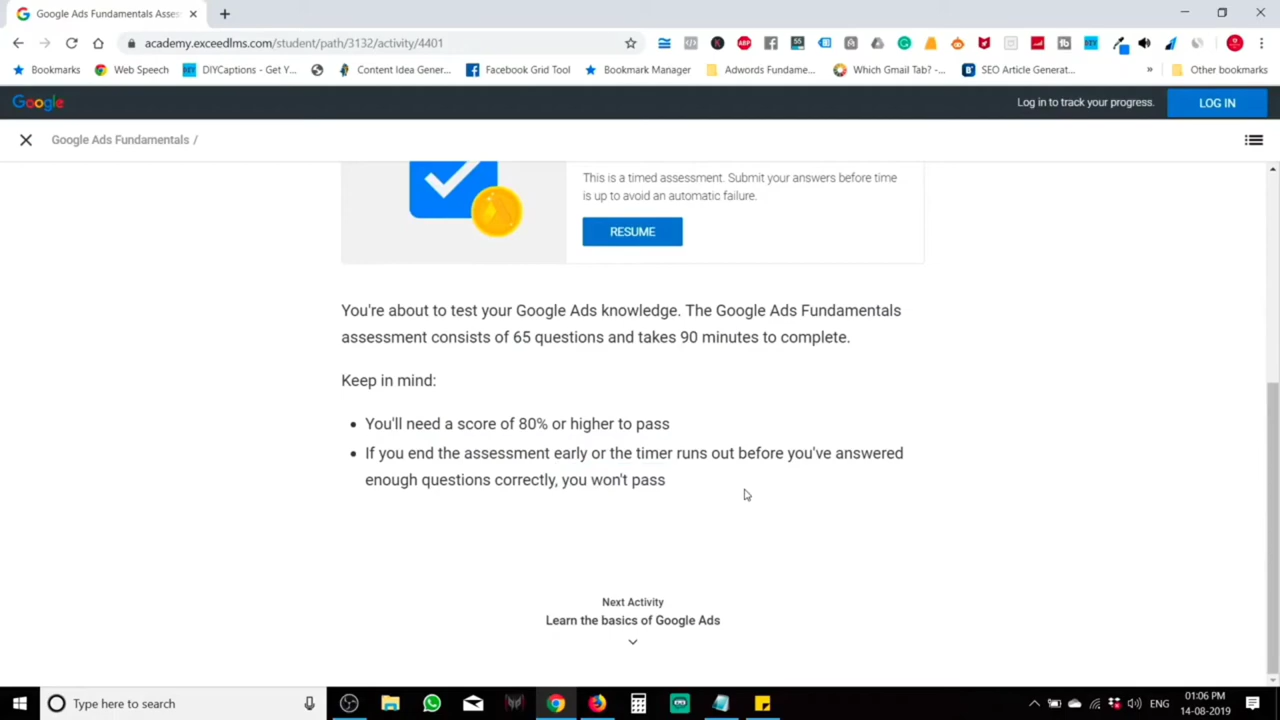 Google Ads Fundamentals Asses
academy.exceedlms.com/student/path/3132/activity/4401
Bookmarks
Web Speech
DIYCaptions - Get Y...
Content Idea Gener...
Facebook Grid Tool
Bookmark Manager
Adwords Fundame...
Which Gmail Tab? -...
SEO Article Generat...
»
Other bookmarks
Google
Log in to track your progress.
LOG IN
Google Ads Fundamentals /
This is a timed assessment. Submit your answers before time
is up to avoid an automatic failure.
RESUME
You're about to test your Google Ads knowledge. The Google Ads Fundamentals
assessment consists of 65 questions and takes 90 minutes to complete.
Keep in mind:
• You'll need a score of 80% or higher to pass
• If you end the assessment early or the timer runs out before you've answered
enough questions correctly, you won't pass
Next Activity
Learn the basics of Google Ads
Type here to search
ENG
01:06 PM
14-08-2019